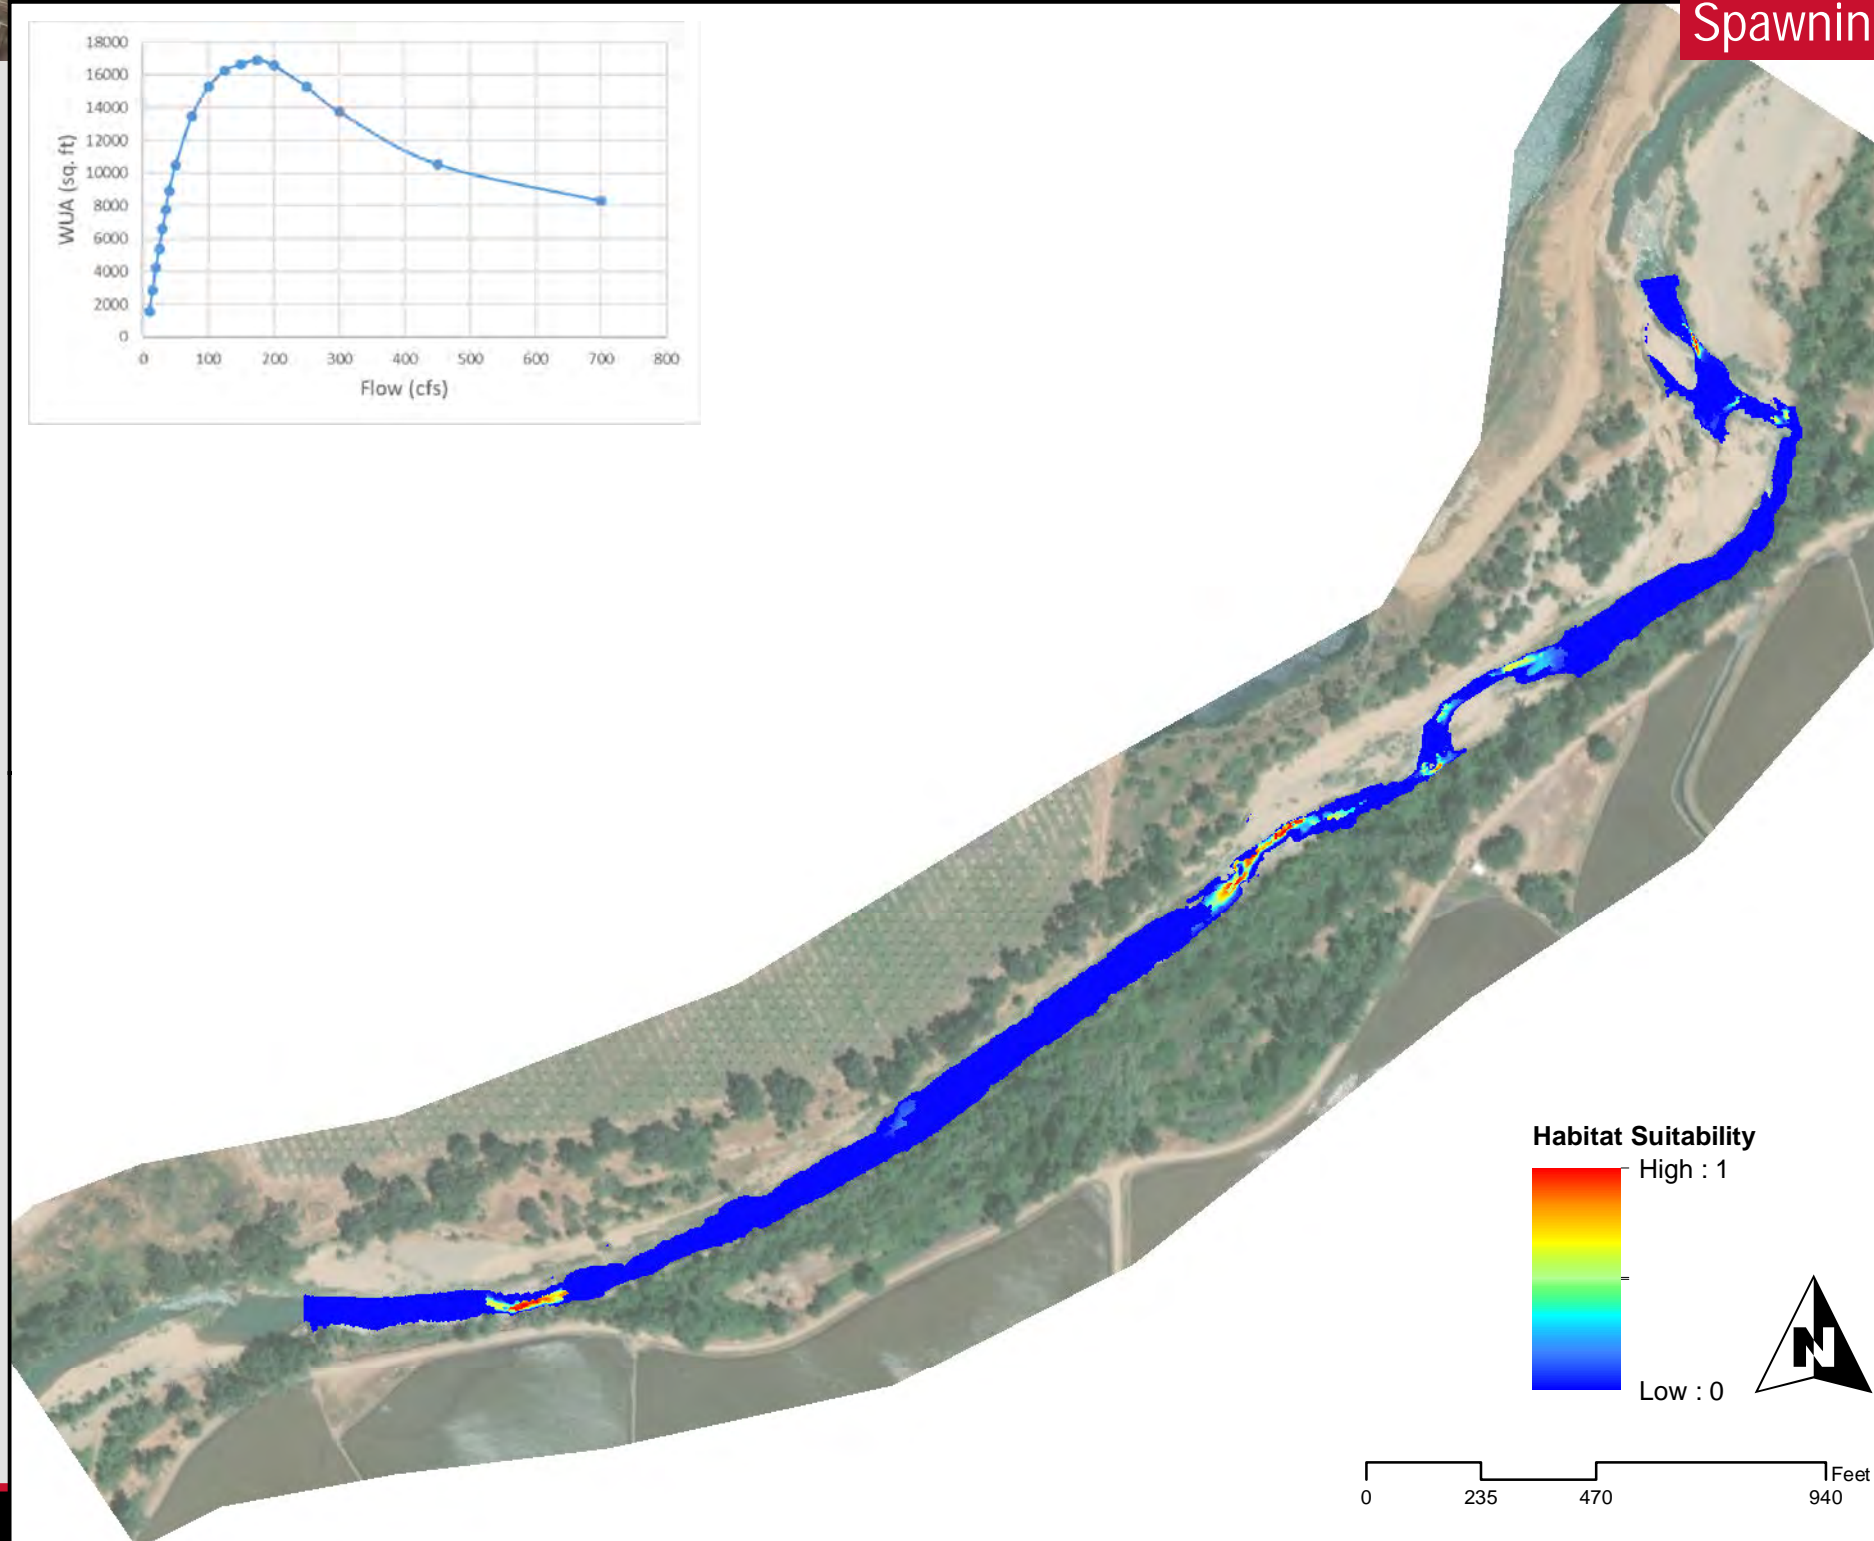 Spawnin
18000
16000
14000
12000
10000
8000
6000
4000
2000
0
WUA (sq. ft)
0 100 200 300 400 500 600 700 800
Flow (cfs)
Habitat Suitability
High : 1
Low : 0
N
Feet
0 235 470 940